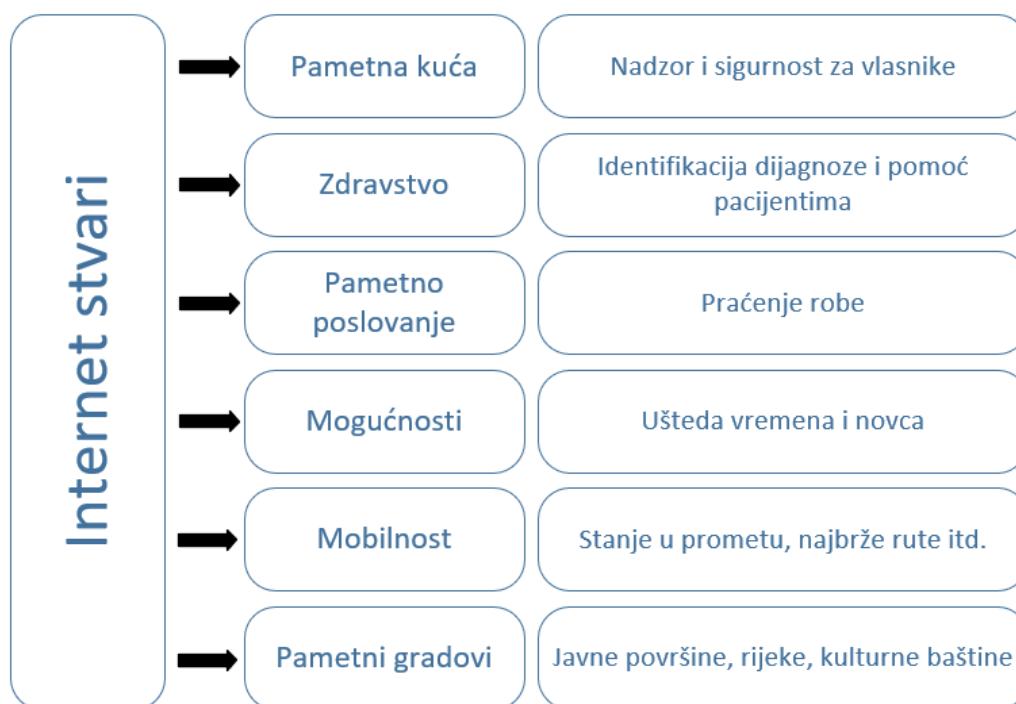 Internet stvari
Pametna kuća
Nadzor i sigurnost za vlasnike
Zdravstvo
Identifikacija dijagnoze i pomoć
pacijentima
Pametno
poslovanje
Praćenje robe
Mogućnosti
Ušteda vremena i novca
Mobilnost
Stanje u prometu, najbrže rute itd.
Pametni gradovi
Javne površine, rijeke, kulturne baštine